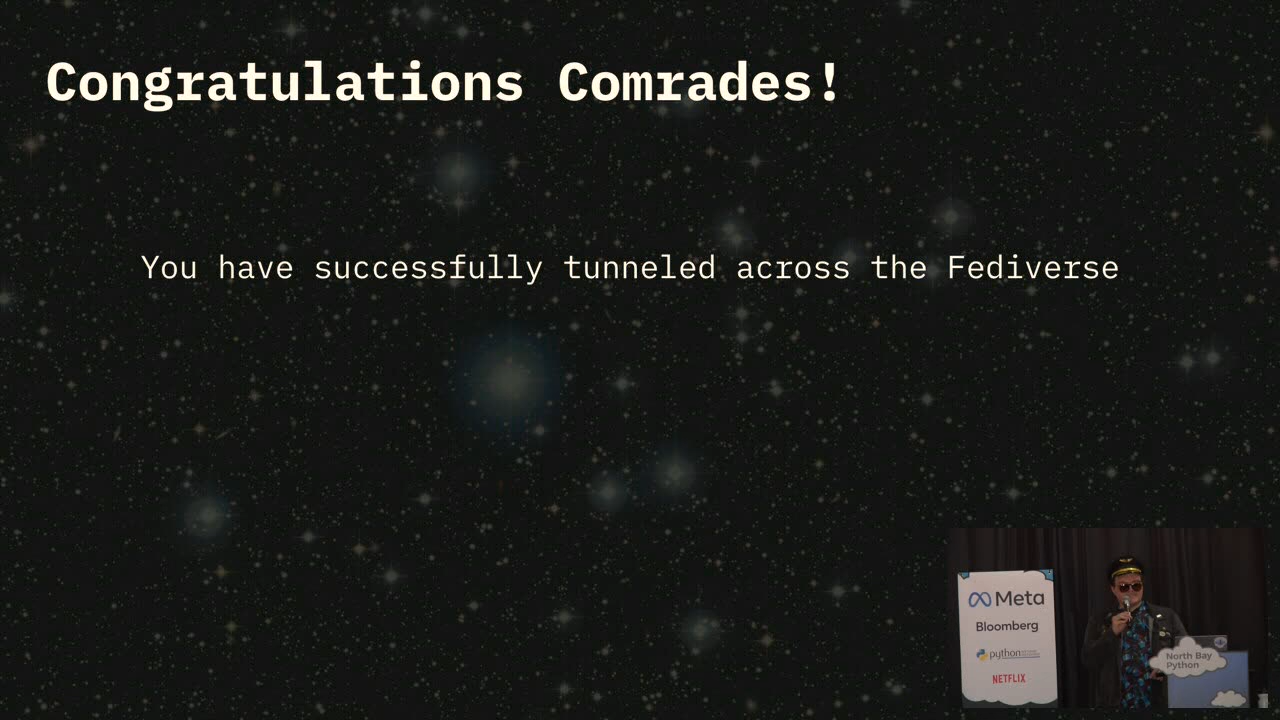 Congratulations Comrades!
You have successfully tunneled across the Fediverse
Meta
Bloomberg
python
NETFLIX
North Bay
Python